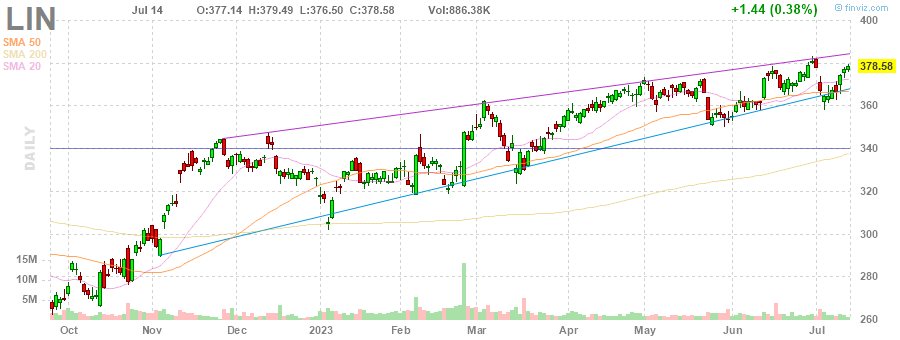 LIN
Jul 14 O:377.14 H:379.49 L:376.50 C:378.58 Vol:886.38K +1.44 (0.38%) © finviz.com
SMA 50
SMA 200
SMA 20
DAILY
400
380
378.58
360
340
320
300
280
260
15M
10M
5M
Oct Nov Dec 2023 Feb Mar Apr May Jun Jul